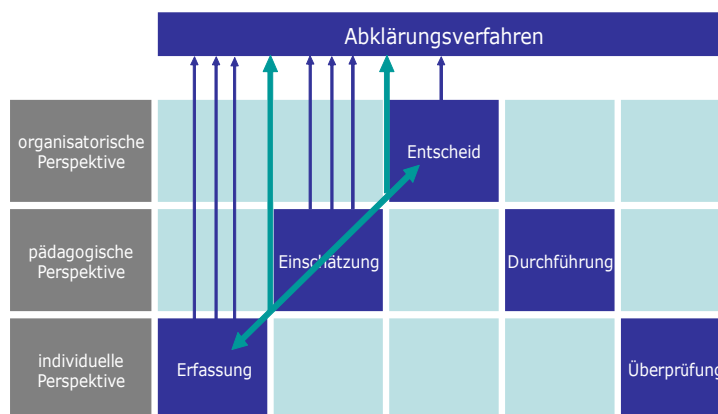 Abklärungsverfahren
organisatorische
Perspektive
Entscheid
pädagogische
Perspektive
Einschätzung
Durchführung
individuelle
Perspektive
Erfassung
Überprüfung